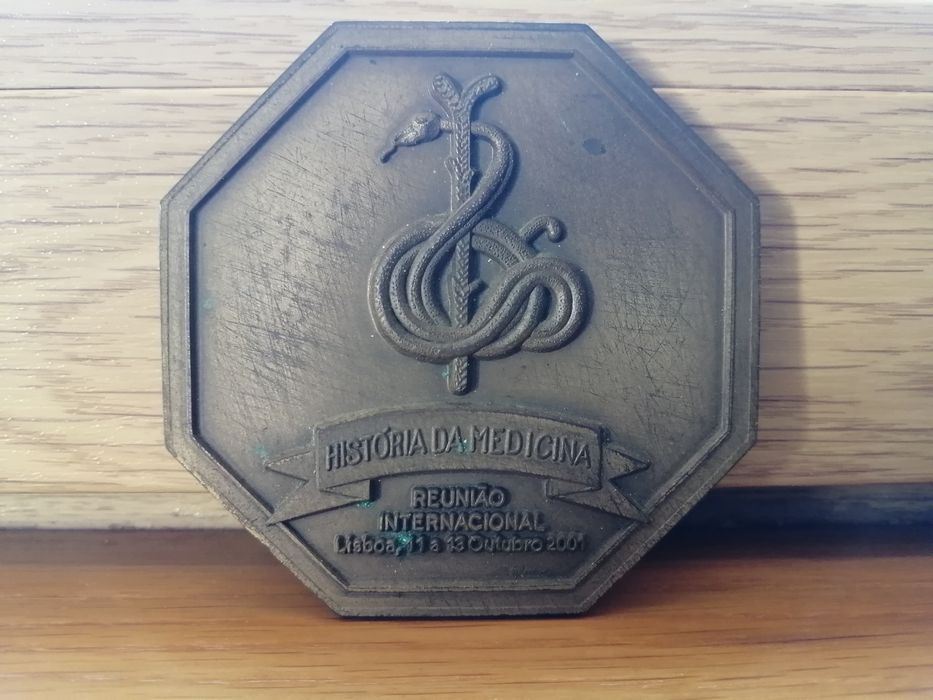 HISTÓRIA DA MEDICINA
REUNIÃO
INTERNACIONAL
Lisboa, 11 a 13 Outubro 2001